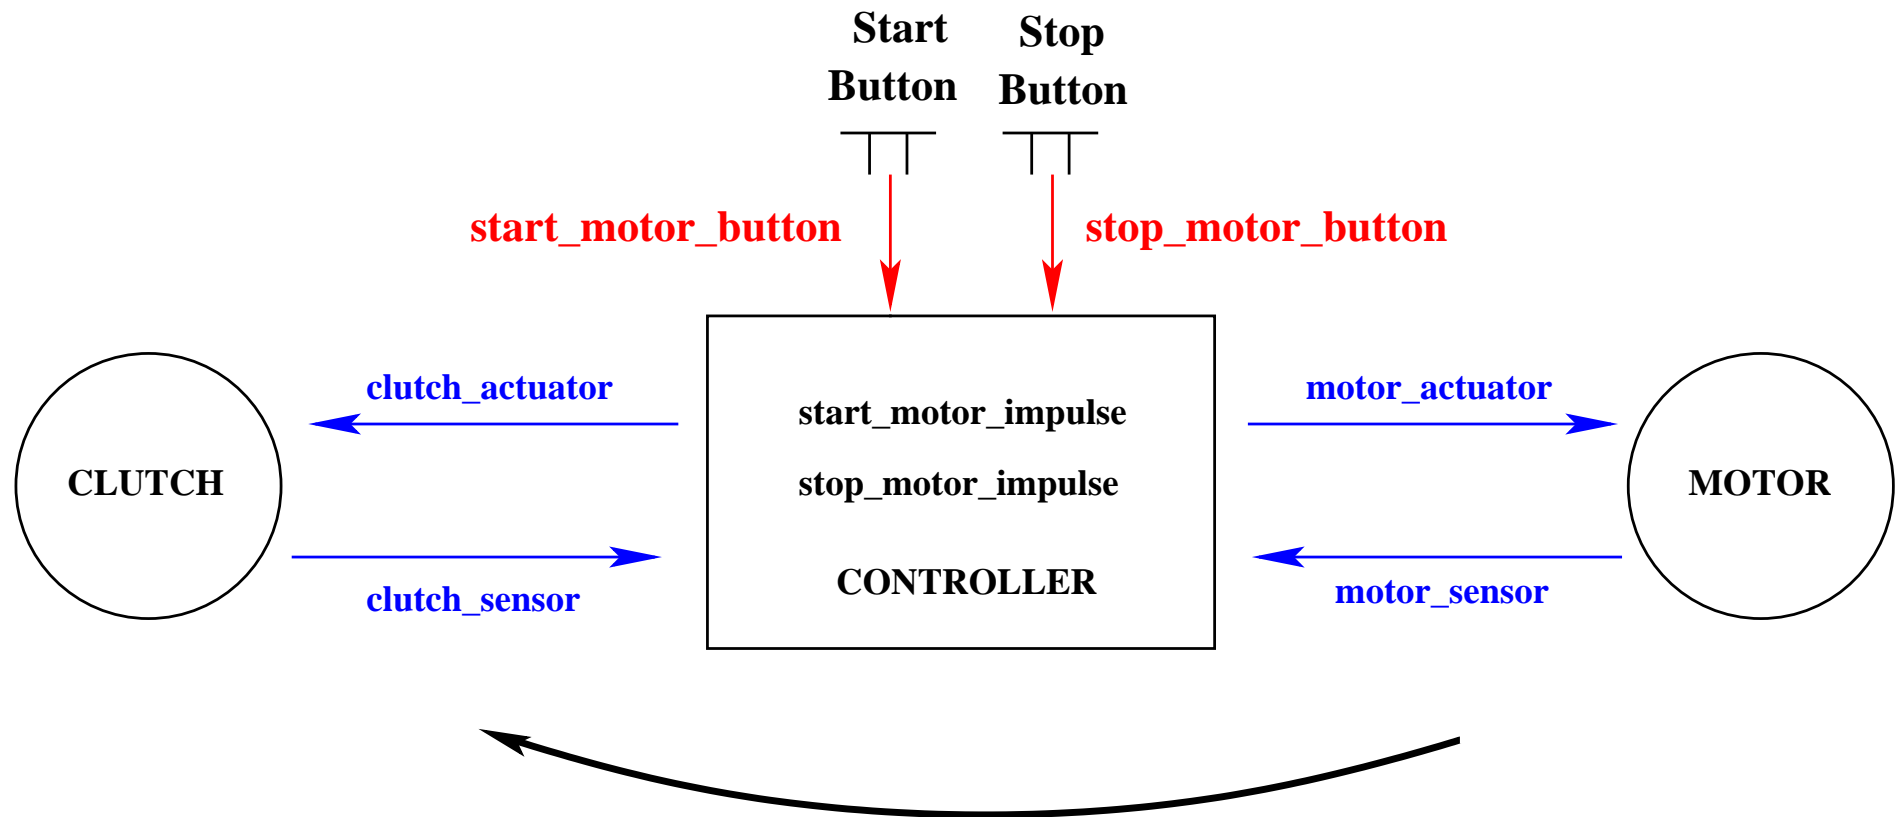 Start
Button
Stop
Button
start_motor_button
stop_motor_button
clutch_actuator
motor_actuator
start_motor_impulse
CLUTCH
stop_motor_impulse
MOTOR
clutch_sensor
CONTROLLER
motor_sensor